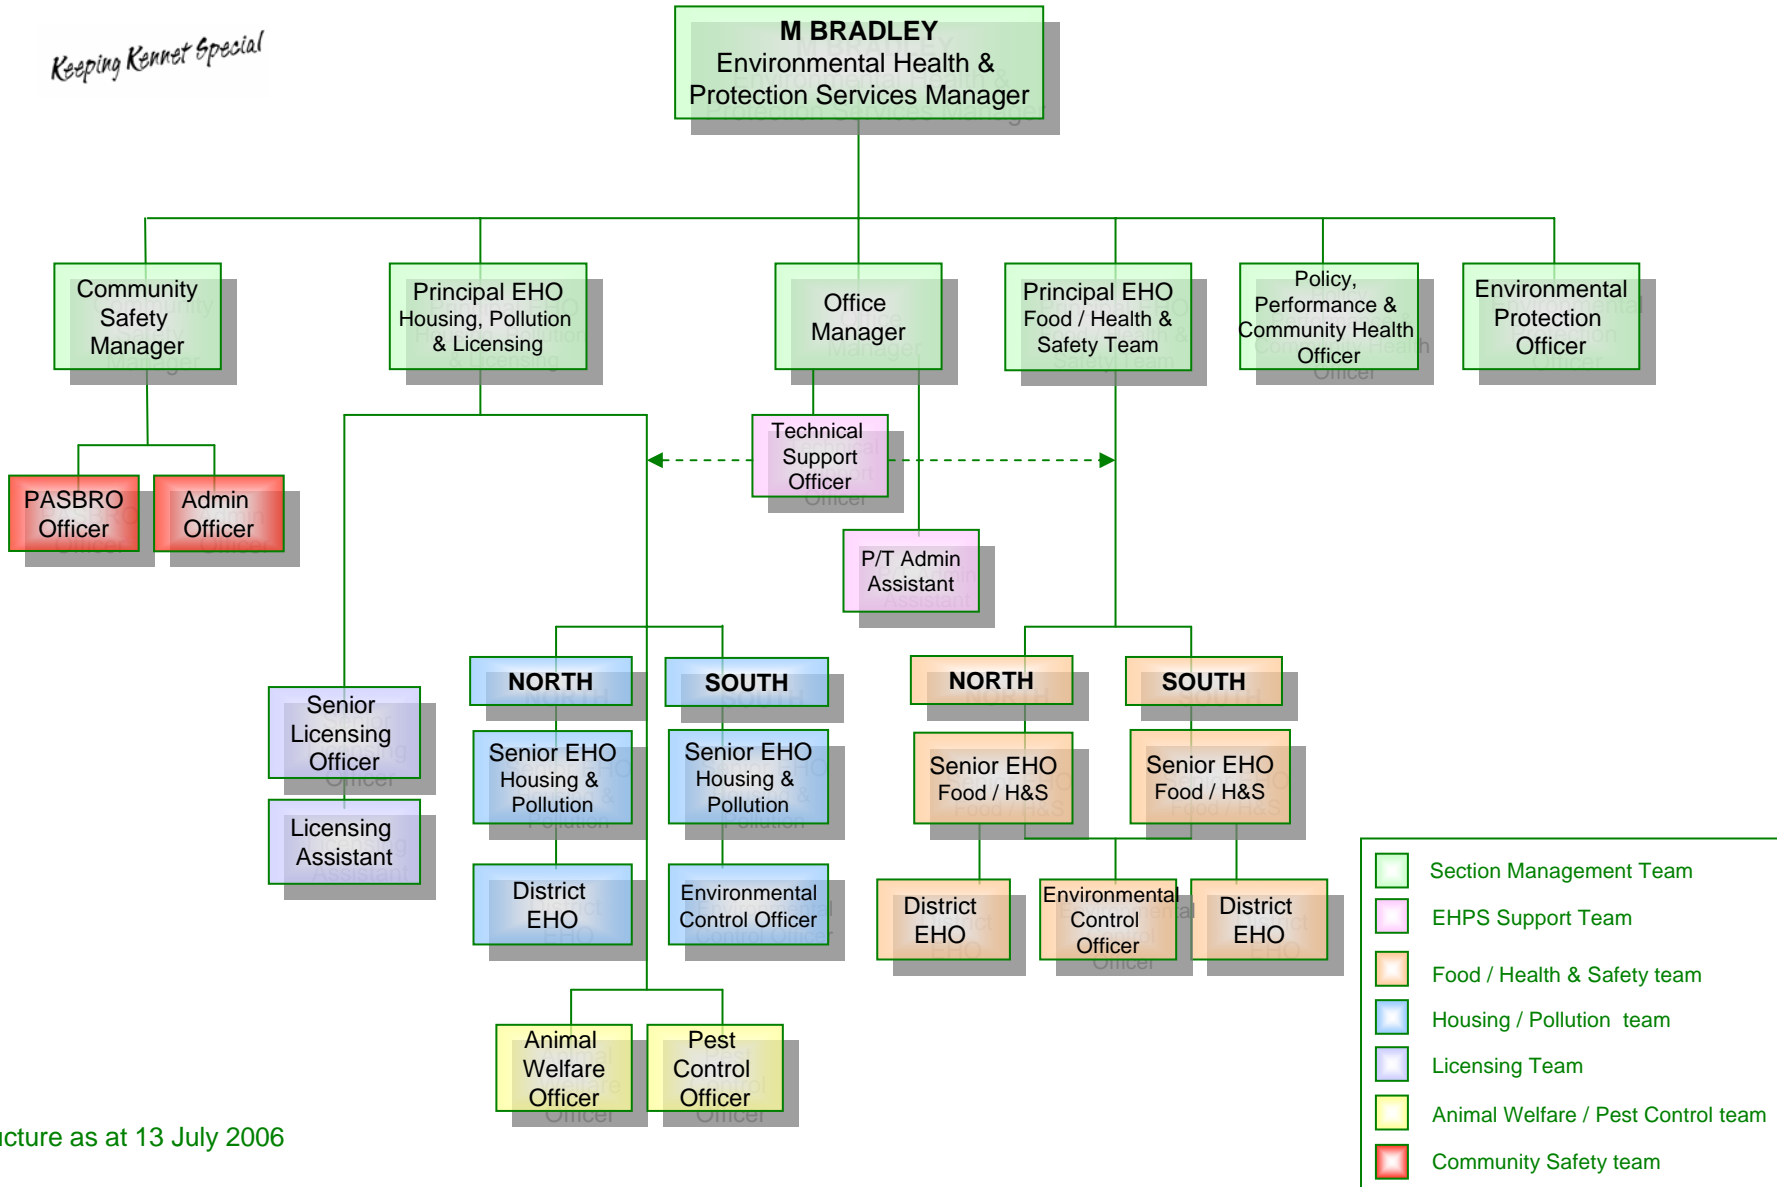 Keeping Kennet Special
M BRADLEY
Environmental Health &
Protection Services Manager
Community
Safety
Manager
Principal EHO
Housing, Pollution
& Licensing
Office
Manager
Principal EHO
Food / Health &
Safety Team
Policy,
Performance &
Community Health
Officer
Environmental
Protection
Officer
Technical
Support
Officer
PASBRO
Officer
Admin
Officer
P/T Admin
Assistant
Senior
Licensing
Officer
Licensing
Assistant
NORTH
SOUTH
Senior EHO
Housing &
Pollution
Senior EHO
Housing &
Pollution
District
EHO
Environmental
Control Officer
NORTH
SOUTH
Senior EHO
Food / H&S
Senior EHO
Food / H&S
District
EHO
Environmental
Control
Officer
District
EHO
Animal
Welfare
Officer
Pest
Control
Officer
Section Management Team
EHPS Support Team
Food / Health & Safety team
Housing / Pollution team
Licensing Team
Animal Welfare / Pest Control team
Community Safety team
ucture as at 13 July 2006